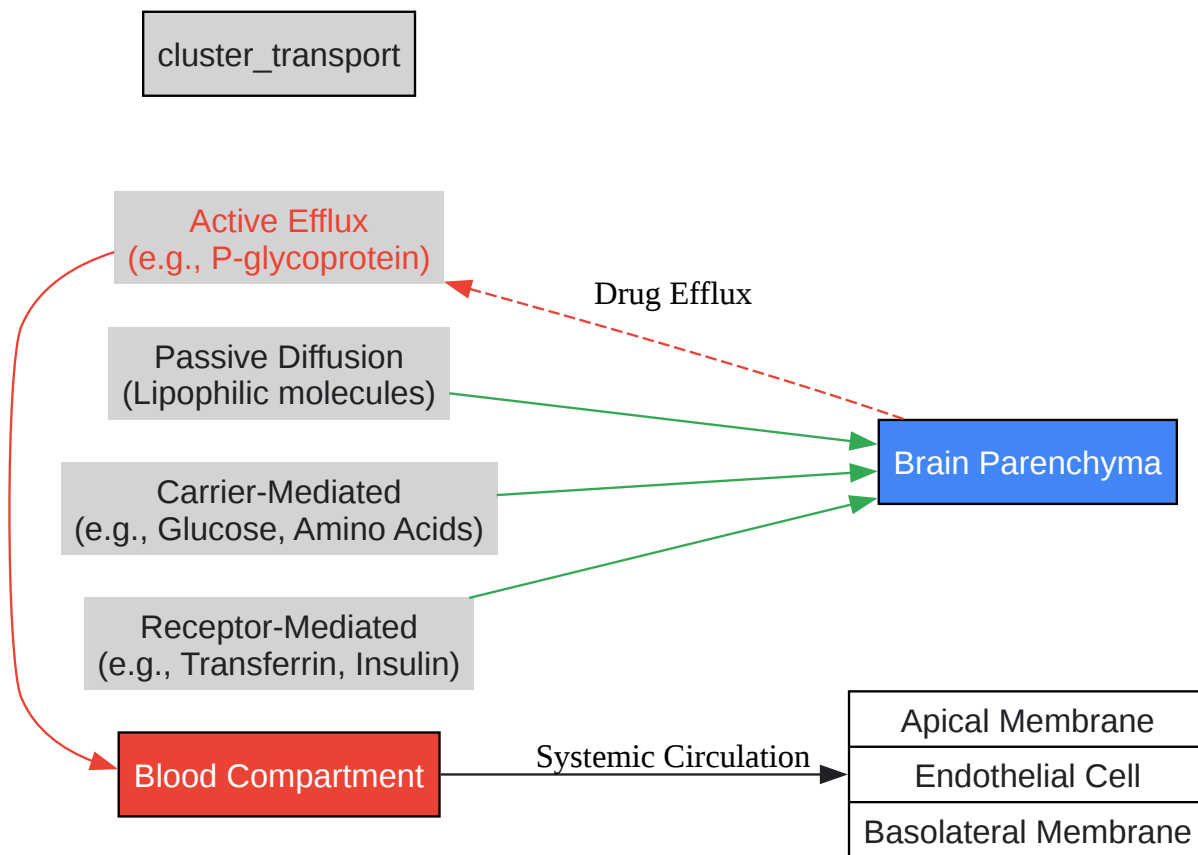 cluster_transport
Active Efflux
(e.g., P-glycoprotein)
Drug Efflux
Passive Diffusion
(Lipophilic molecules)
Brain Parenchyma
Carrier-Mediated
(e.g., Glucose, Amino Acids)
Receptor-Mediated
(e.g., Transferrin, Insulin)
Blood Compartment
Systemic Circulation
Apical Membrane
Endothelial Cell
Basolateral Membrane